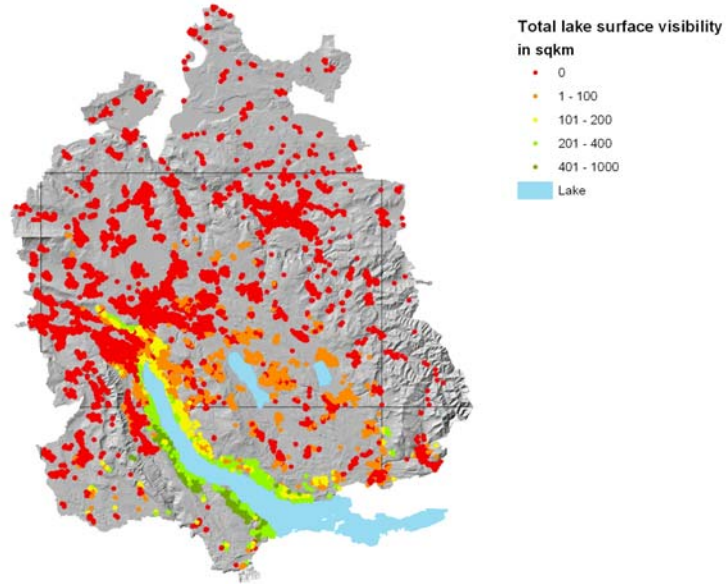 Total lake surface visibility
in sqkm
0
1 - 100
101 - 200
201 - 400
401 - 1000
Lake